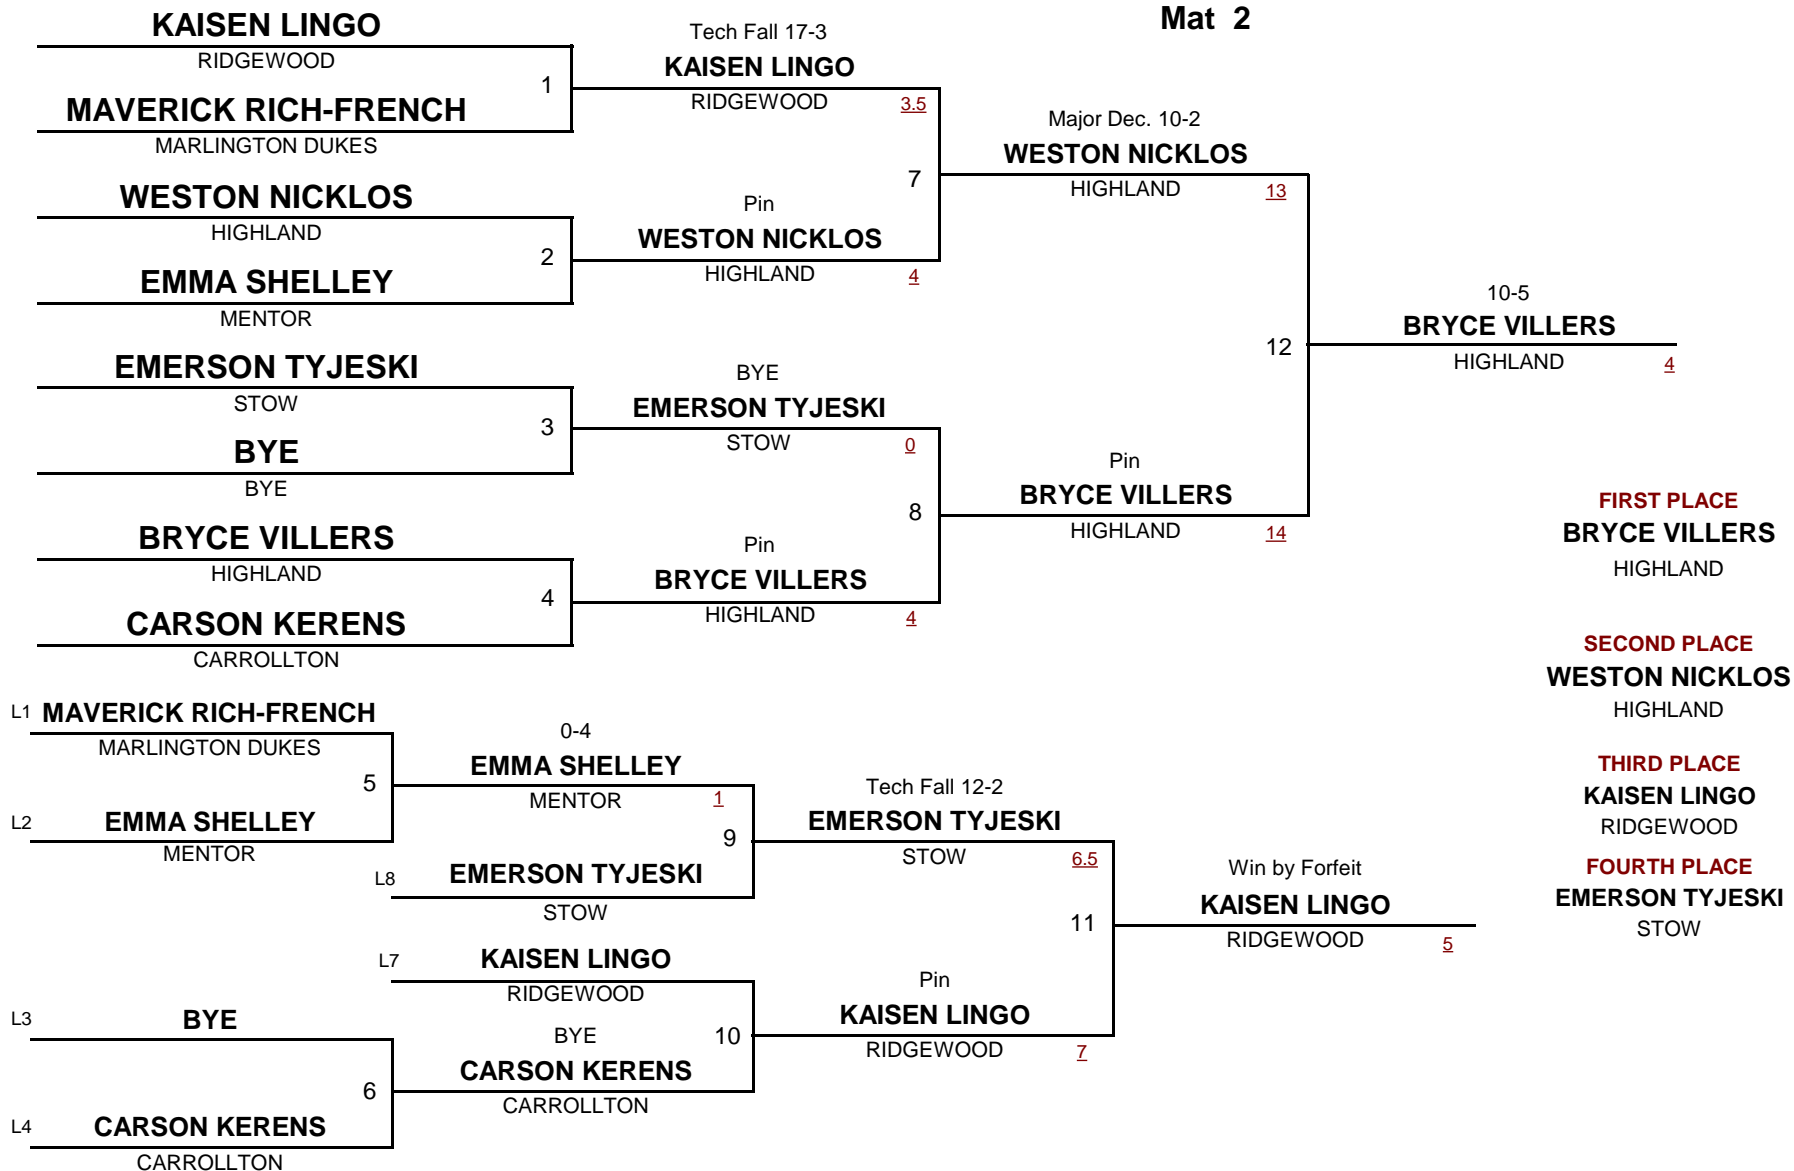 Mat 2
KAISEN LINGO
RIDGEWOOD
1
MAVERICK RICH-FRENCH
MARLINGTON DUKES
WESTON NICKLOS
HIGHLAND
2
EMMA SHELLEY
MENTOR
EMERSON TYJESKI
STOW
3
BYE
BYE
BRYCE VILLERS
HIGHLAND
4
CARSON KERENS
CARROLLTON
Tech Fall 17-3
KAISEN LINGO
RIDGEWOOD 3.5
7
Pin
WESTON NICKLOS
HIGHLAND 4
BYE
EMERSON TYJESKI
STOW 0
8
Pin
BRYCE VILLERS
HIGHLAND 4
Major Dec. 10-2
WESTON NICKLOS
HIGHLAND 13
12
Pin
BRYCE VILLERS
HIGHLAND 14
10-5
BRYCE VILLERS
HIGHLAND 4
L1 MAVERICK RICH-FRENCH
MARLINGTON DUKES
5
L2 EMMA SHELLEY
MENTOR
L3 BYE
6
L4 CARSON KERENS
CARROLLTON
0-4
EMMA SHELLEY
MENTOR 1
9
L8 EMERSON TYJESKI
STOW
L7 KAISEN LINGO
RIDGEWOOD
10
BYE
CARSON KERENS
CARROLLTON
Tech Fall 12-2
EMERSON TYJESKI
STOW 6.5
11
Pin
KAISEN LINGO
RIDGEWOOD 7
Win by Forfeit
KAISEN LINGO
RIDGEWOOD 5
FIRST PLACE
BRYCE VILLERS
HIGHLAND
SECOND PLACE
WESTON NICKLOS
HIGHLAND
THIRD PLACE
KAISEN LINGO
RIDGEWOOD
FOURTH PLACE
EMERSON TYJESKI
STOW